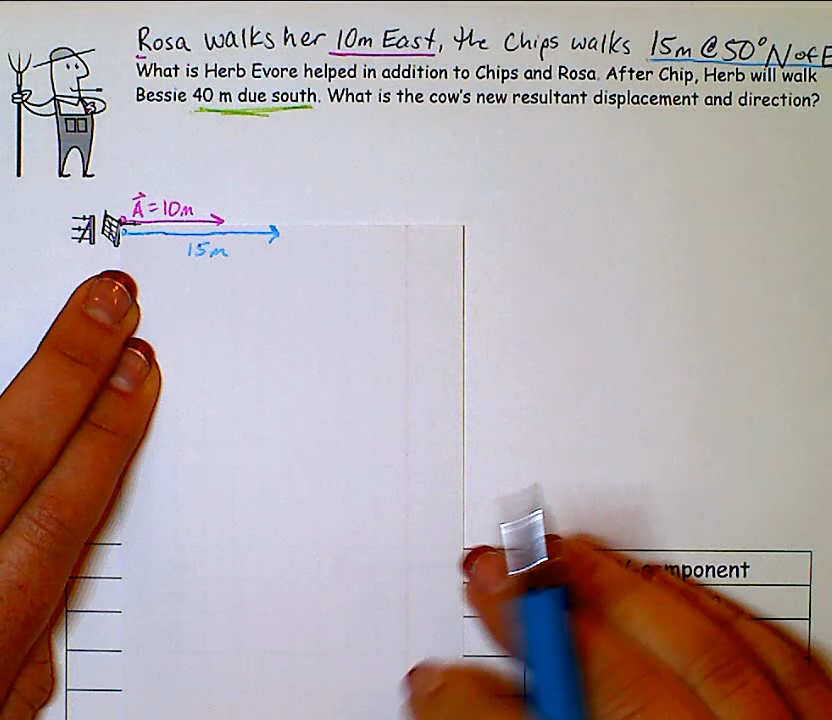 Rosa walks her 10m East, the Chips walks 15m @ 50° N of E
What is Herb Evore helped in addition to Chips and Rosa. After Chip, Herb will walk
Bessie 40 m due south. What is the cow's new resultant displacement and direction?
A⃗ = 10m
15m